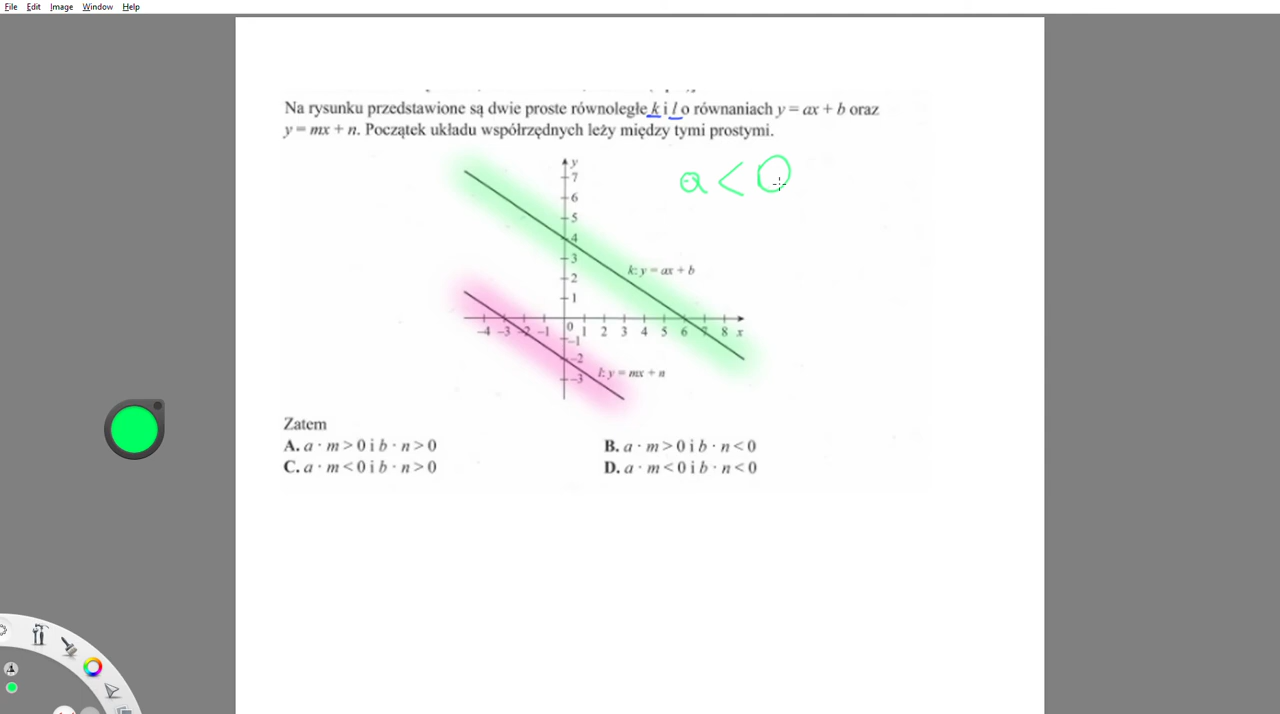 File Edit Image Window Help
Na rysunku przedstawione są dwie proste równoległe k i l o równaniach y = ax + b oraz
y = mx + n. Początek układu współrzędnych leży między tymi prostymi.
a < 0
y
7
6
5
4
3
k: y = ax + b
2
1
-4 -3 -2 -1 0 1 2 3 4 5 6 7 8 x
-1
-2
-3
l: y = mx + n
Zatem
A. a · m > 0 i b · n > 0
B. a · m > 0 i b · n < 0
C. a · m < 0 i b · n > 0
D. a · m < 0 i b · n < 0